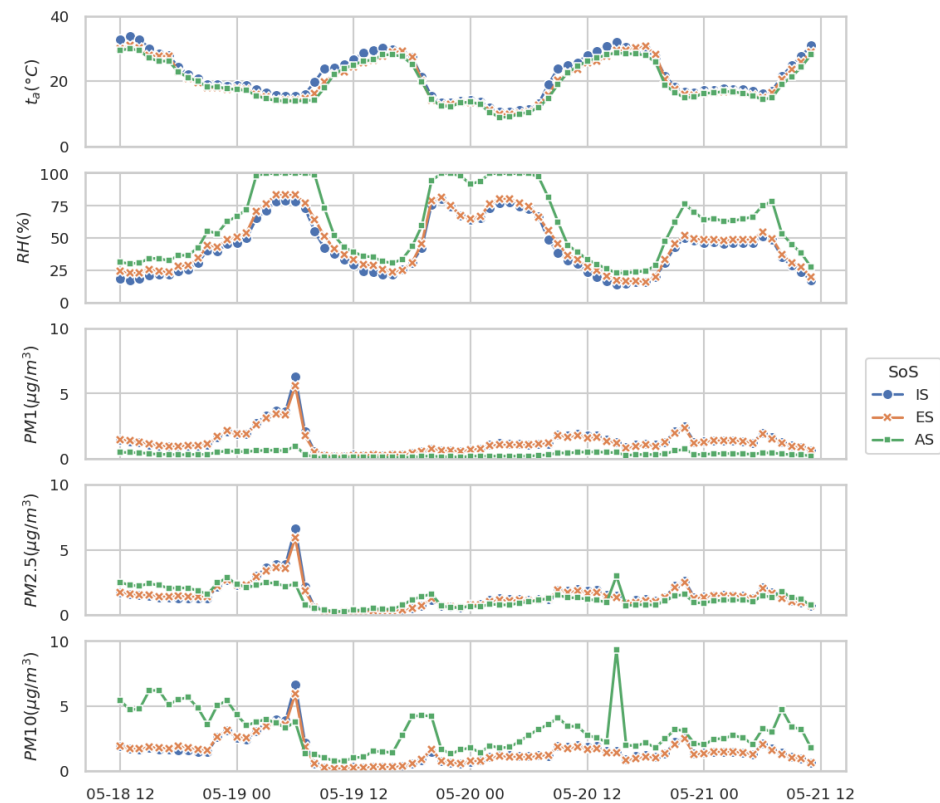 40
20
0
t_a(°C)
100
75
50
25
0
RH(%)
10
5
0
PM1(μg/m³)
SoS
IS
ES
AS
10
5
0
PM2.5(μg/m³)
10
5
0
PM10(μg/m³)
05-18 12 05-19 00 05-19 12 05-20 00 05-20 12 05-21 00 05-21 12